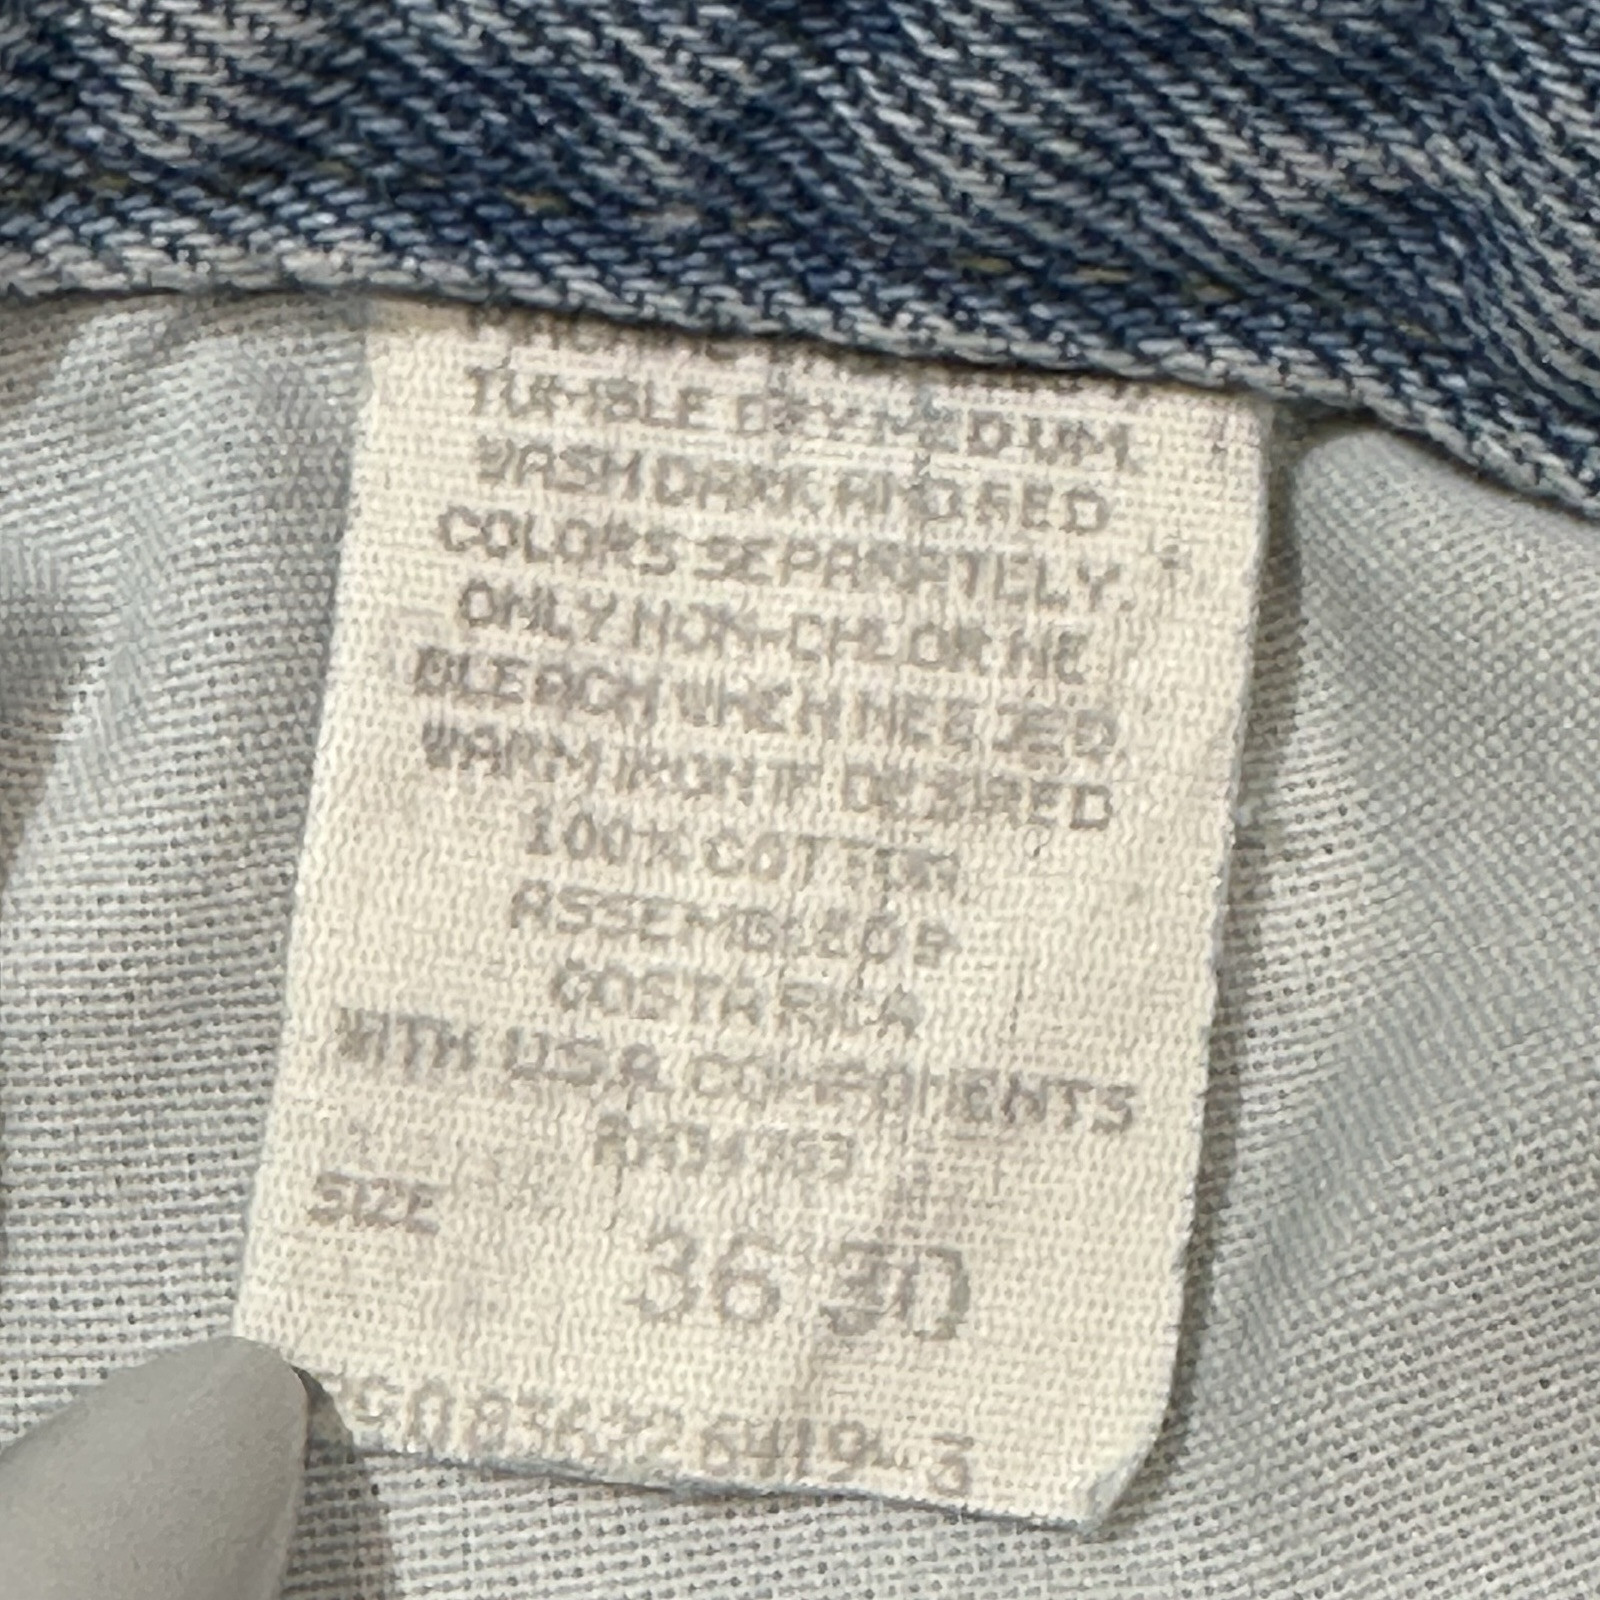 TUMBLE DRY MEDIUM.
WASH DARK AND RED
COLORS SEPARATELY.
ONLY NON-CHLORINE
BLEACH WHEN NEEDED
WARM IRON IF DESIRED
100% COTTON
ASSEMBLED
COSTA RICA
WITH USA COMPONENTS
SIZE
36 30